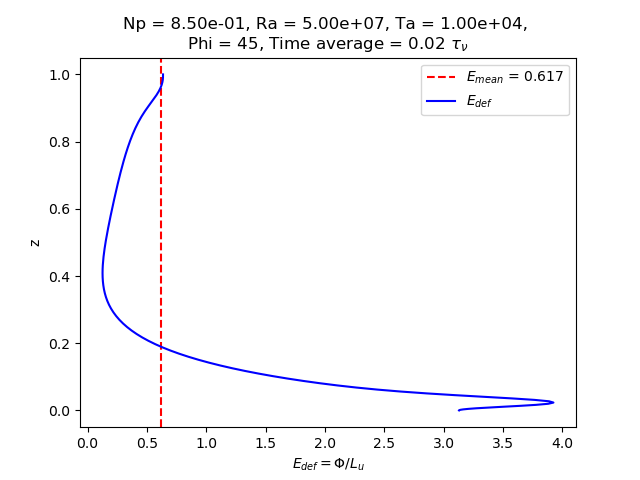 Np = 8.50e-01, Ra = 5.00e+07, Ta = 1.00e+04,
Phi = 45, Time average = 0.02 τ_ν
E_mean = 0.617
E_def
1.0
0.8
0.6
0.4
0.2
0.0
z
0.0 0.5 1.0 1.5 2.0 2.5 3.0 3.5 4.0
E_def = Φ/L_u